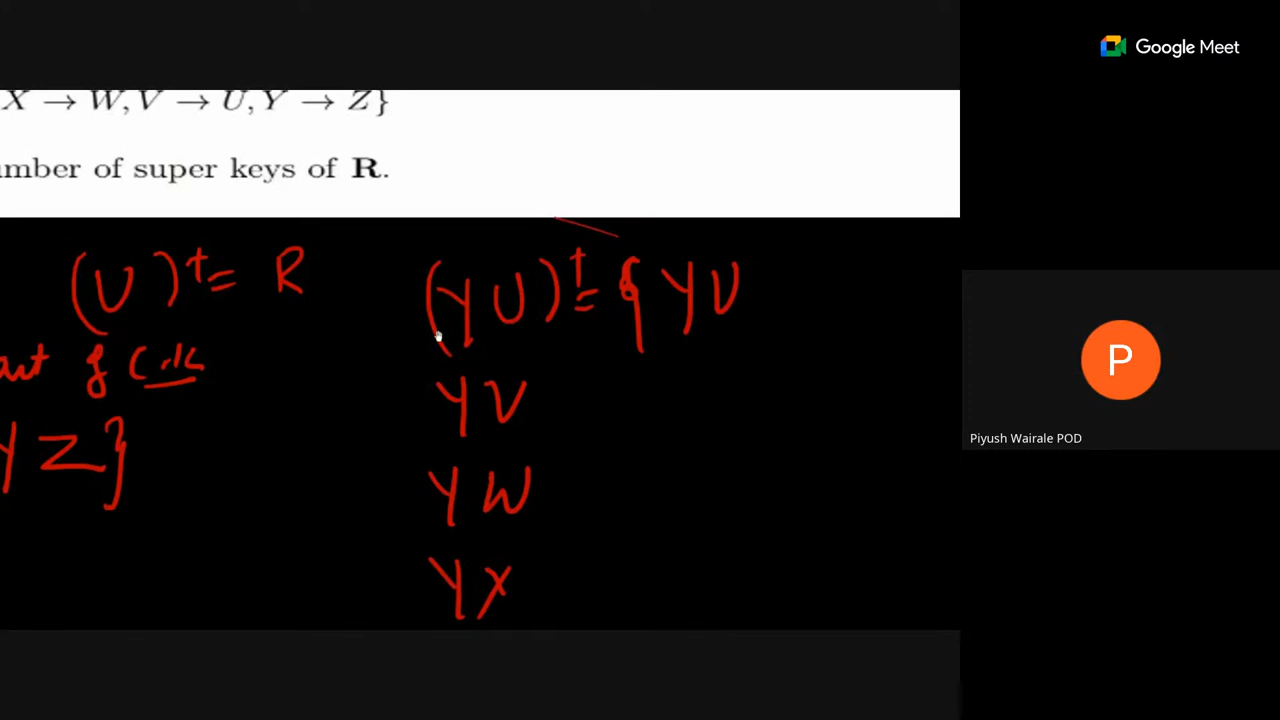 Google Meet
X → W, V → U, Y → Z}
umber of super keys of R.
(U)⁺ = R
(YU)⁺ = { YU
YV
YW
YX
Y Z}
P
Piyush Wairale POD